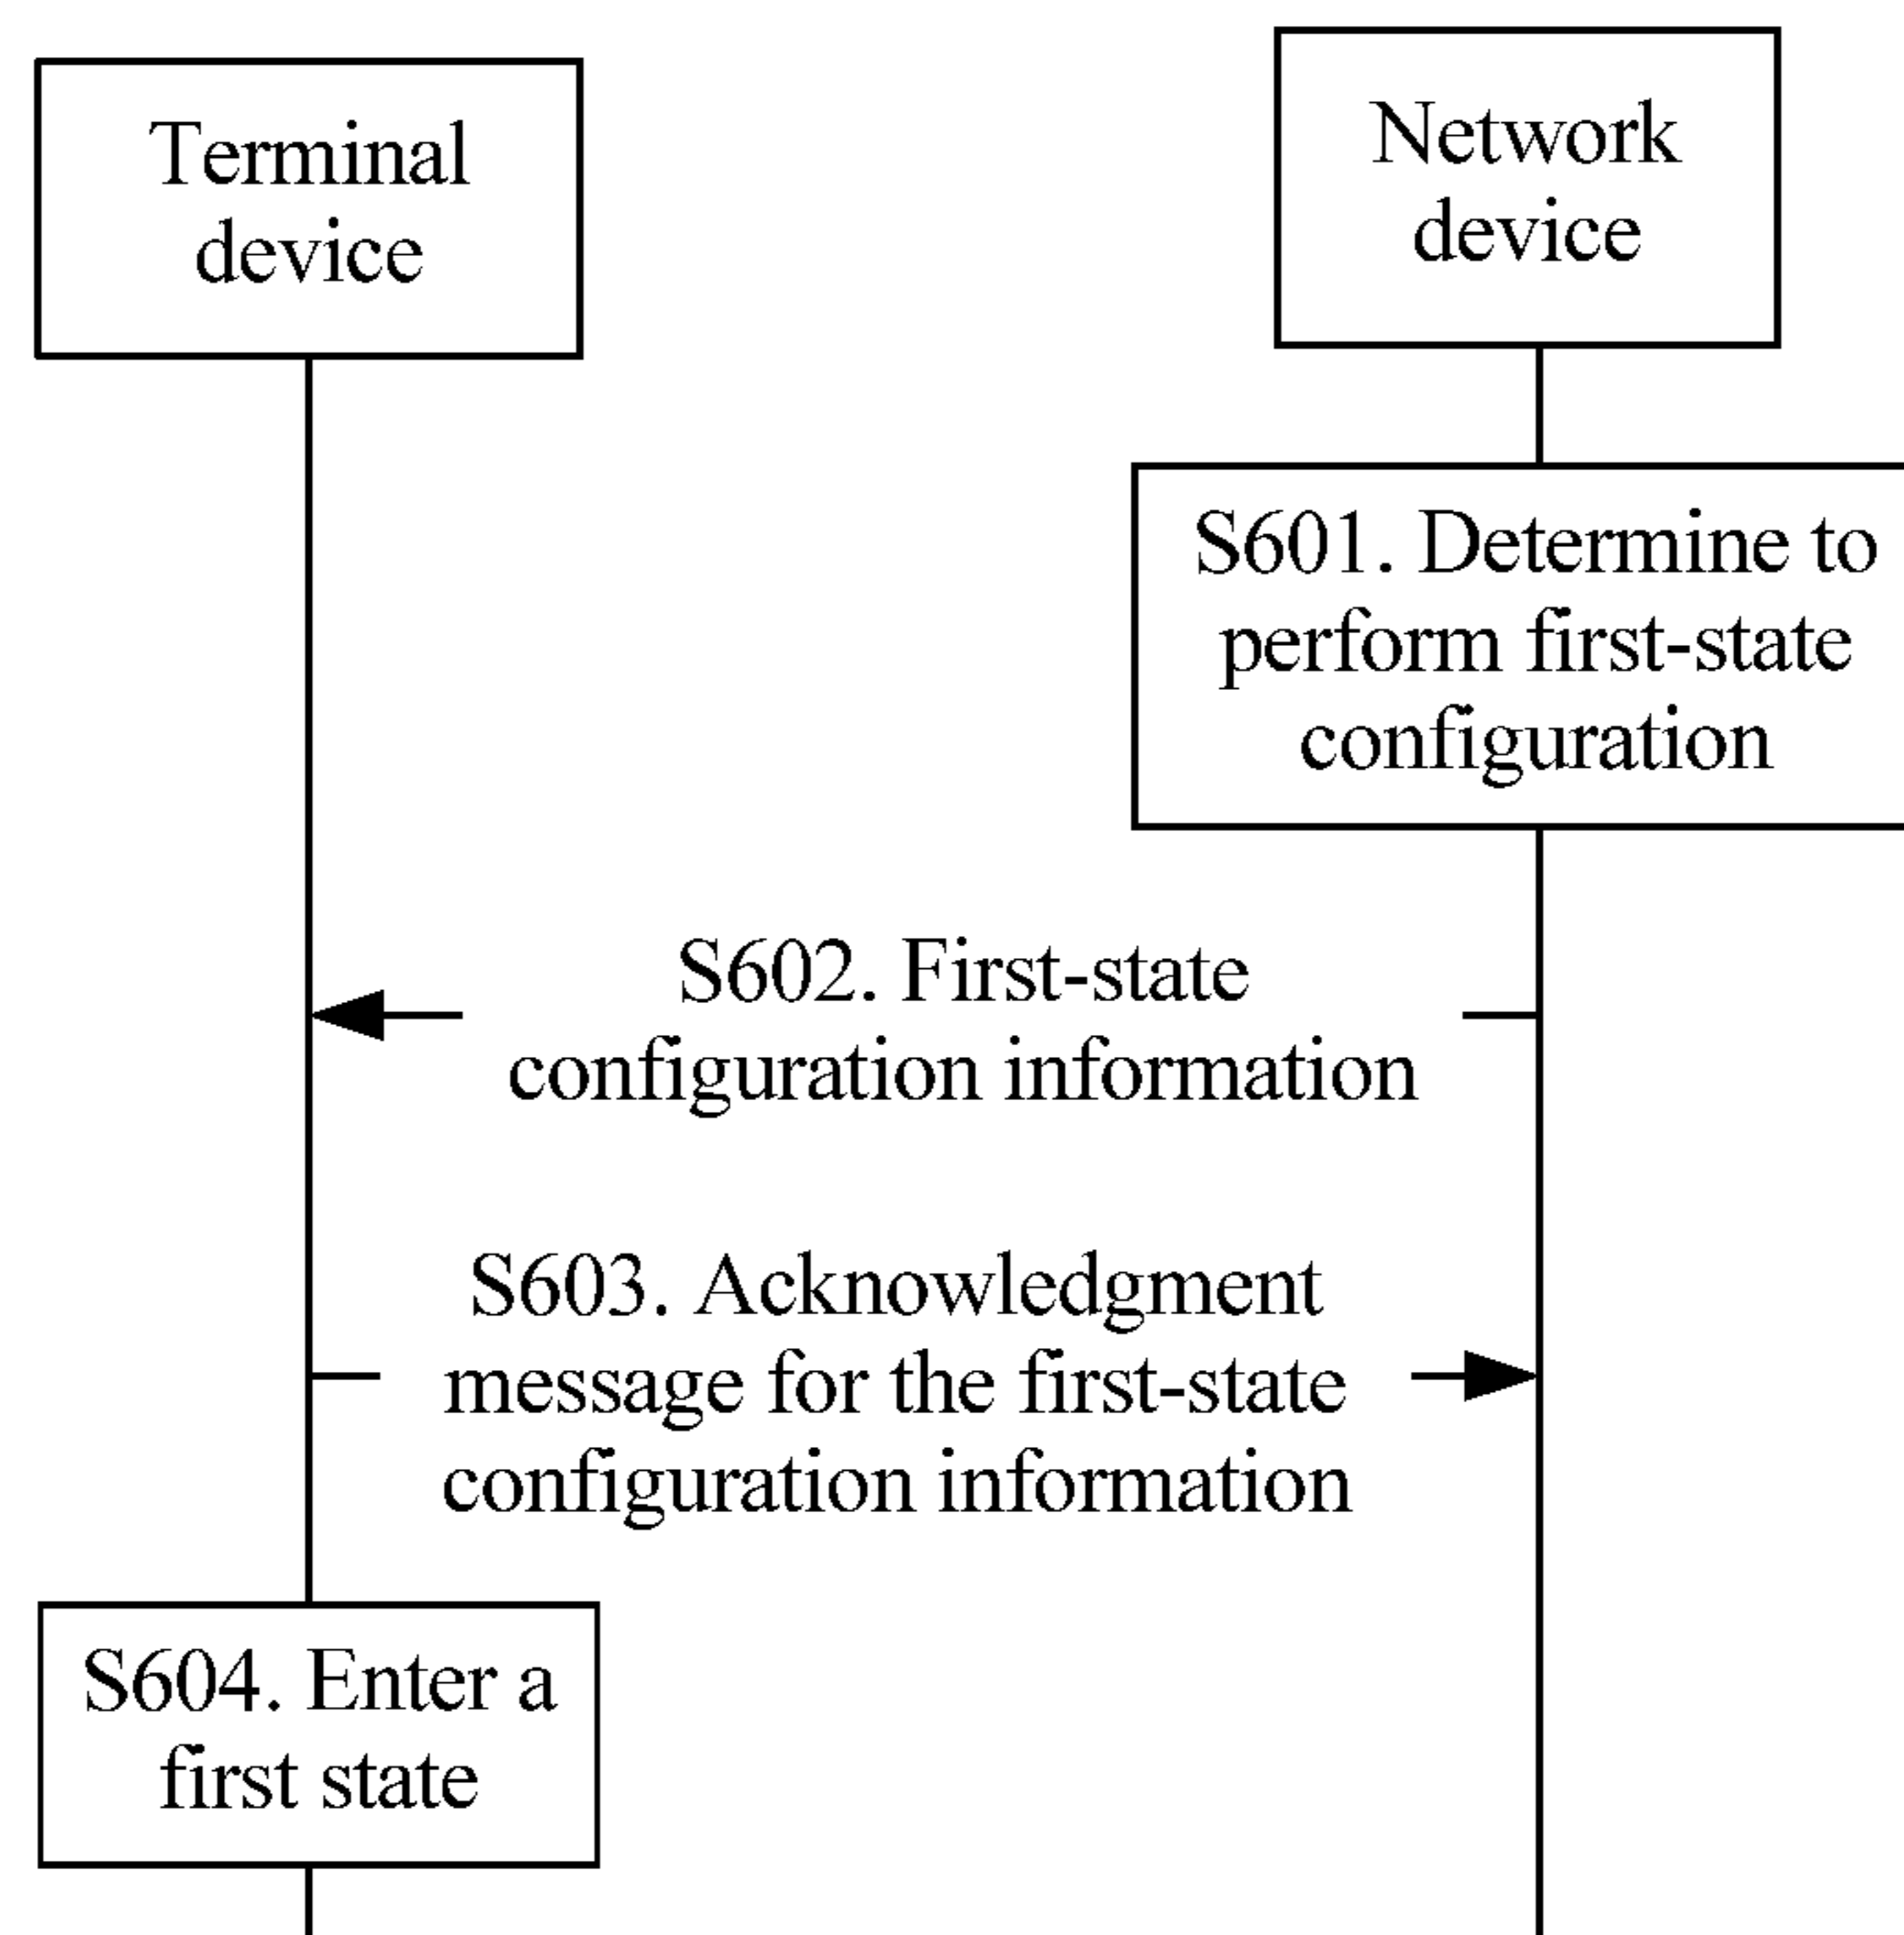 Terminal
device
Network
device
S601. Determine to
perform first-state
configuration
S602. First-state
configuration information
S603. Acknowledgment
message for the first-state
configuration information
S604. Enter a
first state